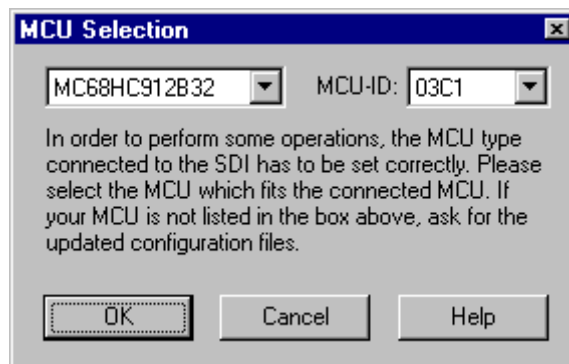 MCU Selection
MC68HC912B32 MCU-ID: 03C1
In order to perform some operations, the MCU type
connected to the SDI has to be set correctly. Please
select the MCU which fits the connected MCU. If
your MCU is not listed in the box above, ask for the
updated configuration files.
OK Cancel Help